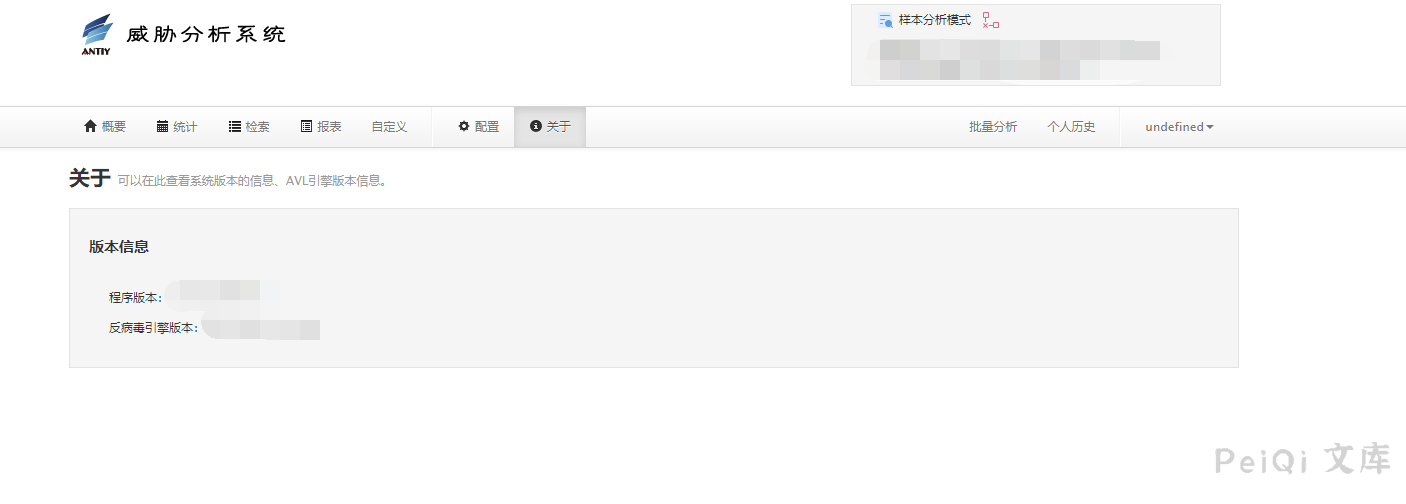 ANTIY 威胁分析系统
样本分析模式
概要 统计 检索 报表 自定义 配置 关于 批量分析 个人历史 undefined
关于 可以在此查看系统版本的信息、AVL引擎版本信息。
版本信息
程序版本：
反病毒引擎版本：
PeiQi 文库